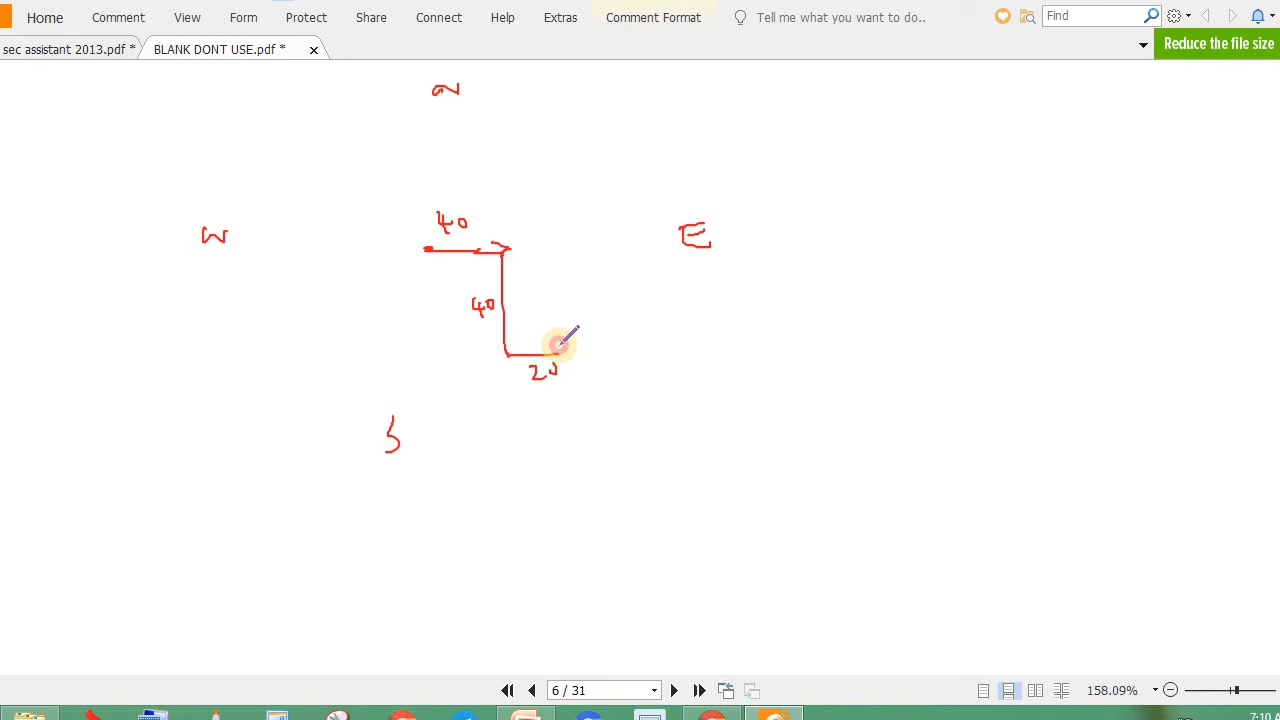 Home Comment View Form Protect Share Connect Help Extras Comment Format Tell me what you want to do.. Find
sec assistant 2013.pdf * BLANK DONT USE.pdf * Reduce the file size
N
40
W E
40
20
S
6 / 31 158.09%